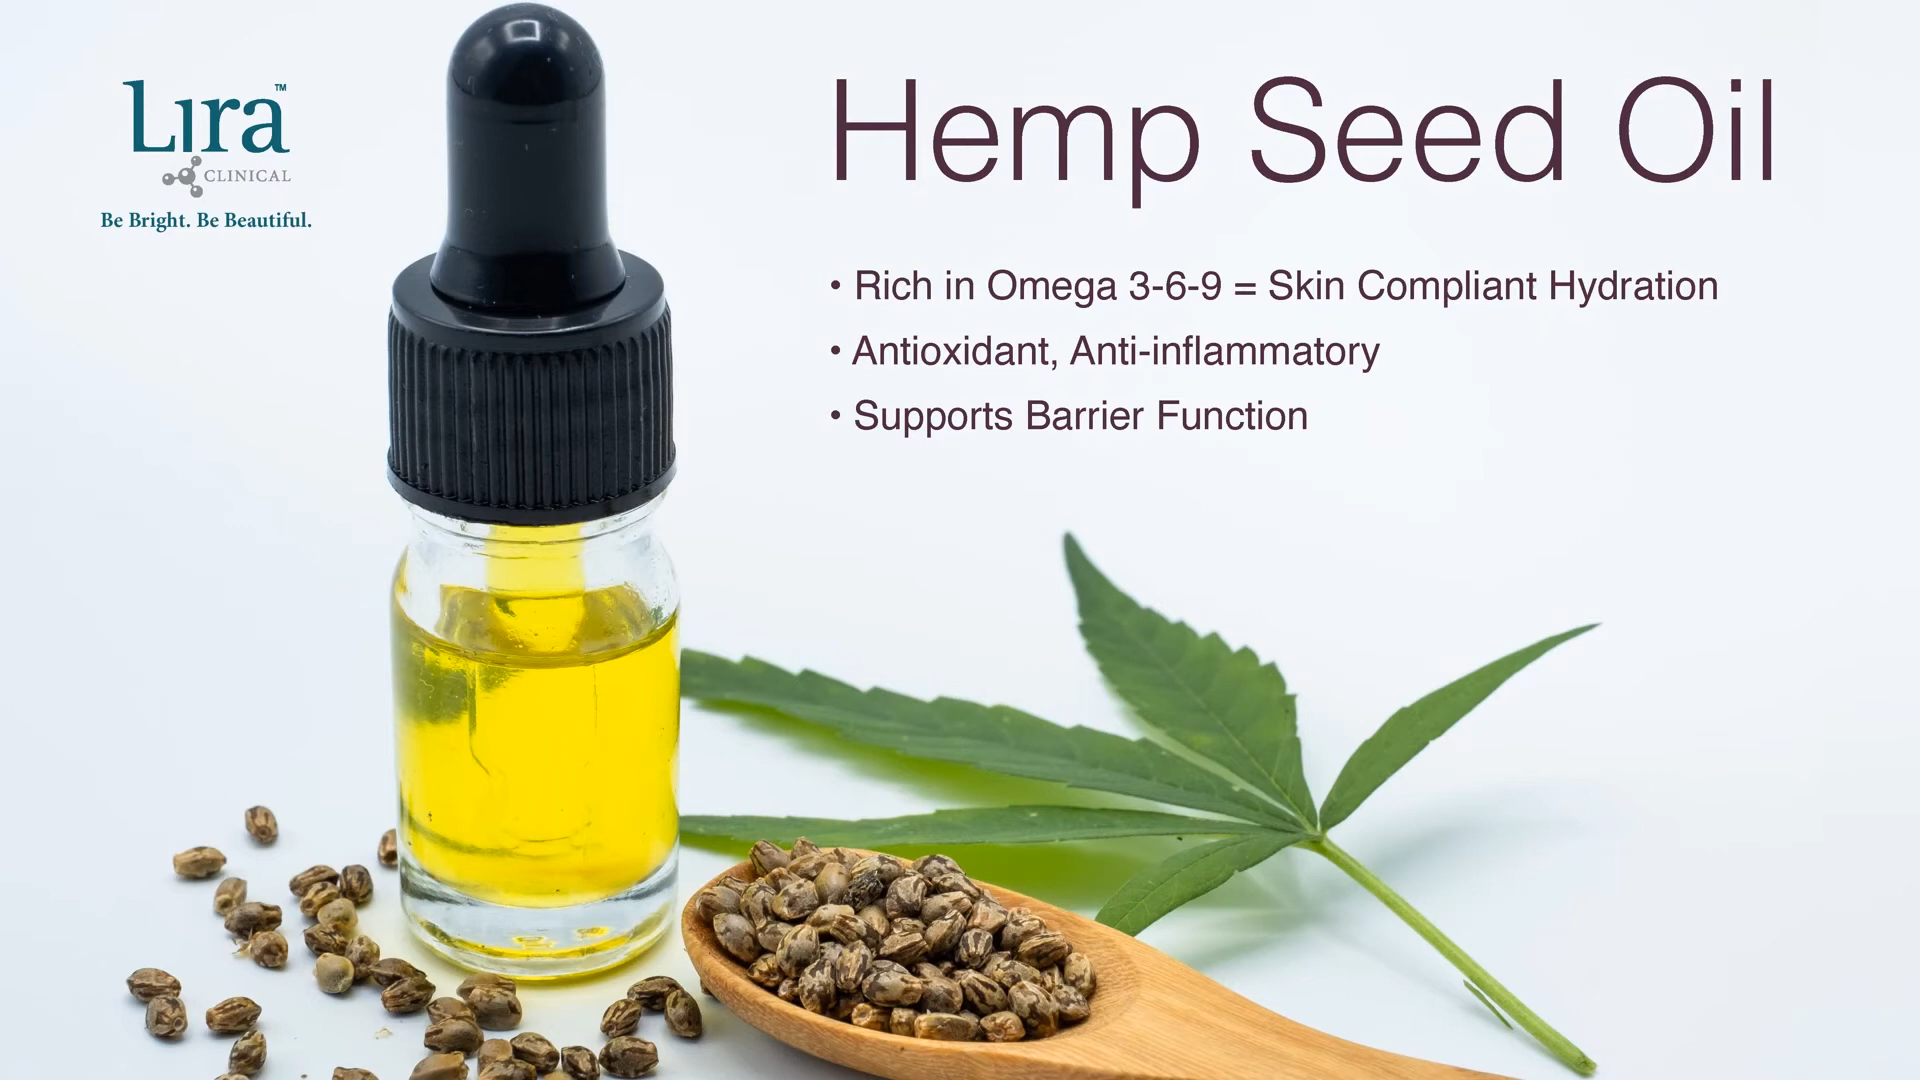 Lira™
CLINICAL
Be Bright. Be Beautiful.
Hemp Seed Oil
• Rich in Omega 3-6-9 = Skin Compliant Hydration
• Antioxidant, Anti-inflammatory
• Supports Barrier Function